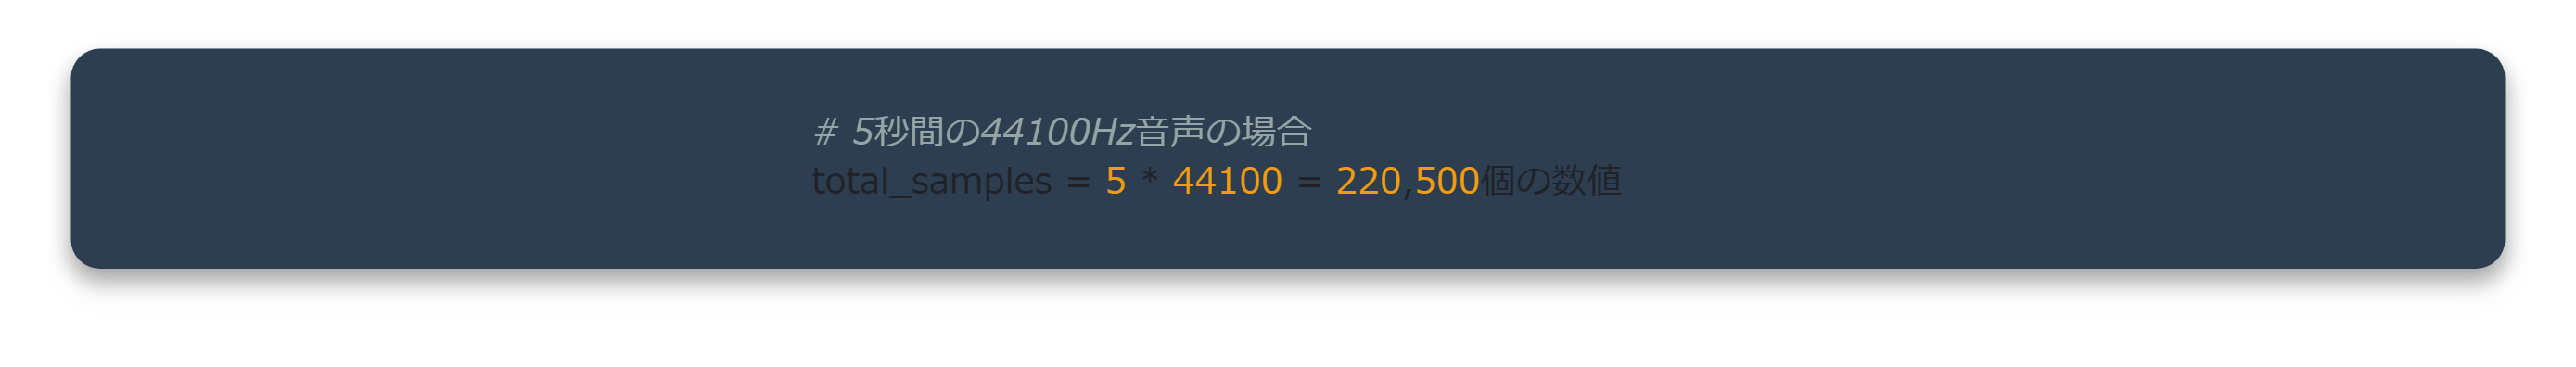 # 5秒間の44100Hz音声の場合
total_samples = 5 * 44100 = 220,500個の数値